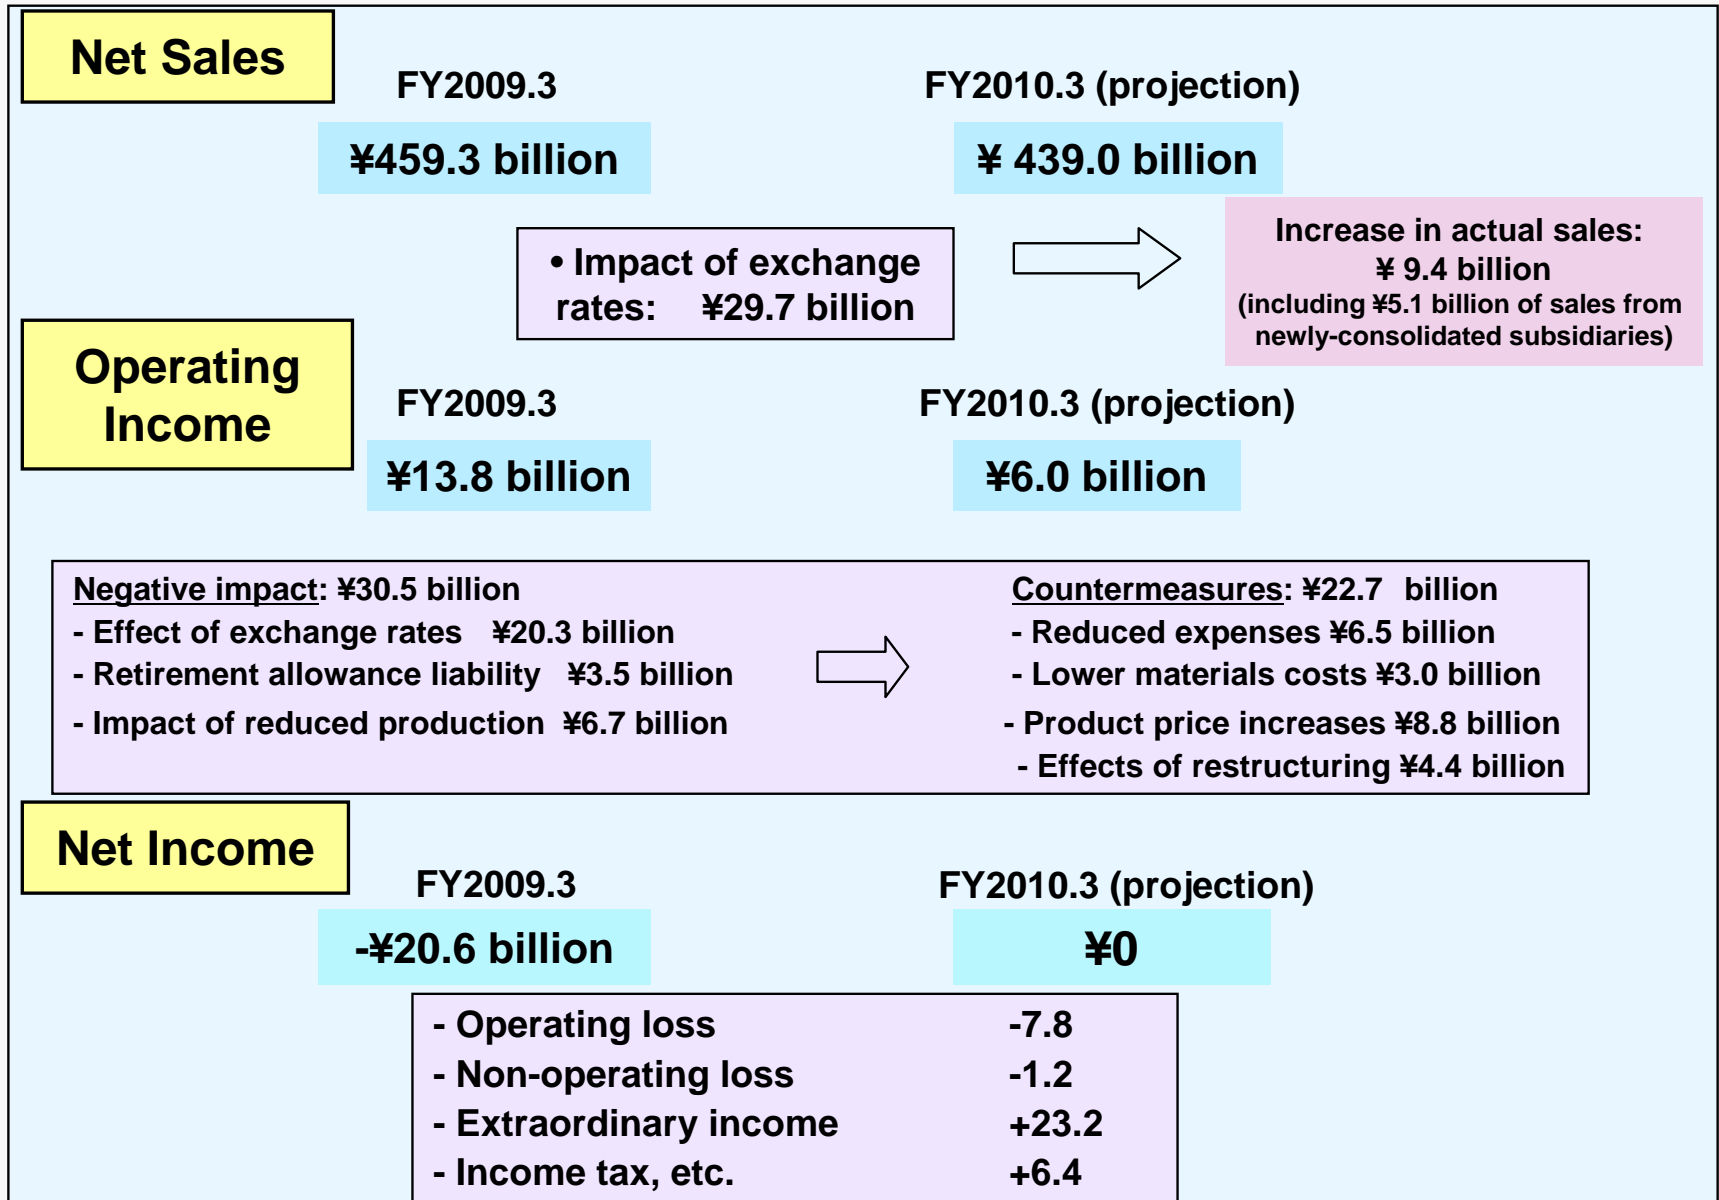 Net Sales
FY2009.3
FY2010.3 (projection)
¥459.3 billion
¥ 439.0 billion
• Impact of exchange
rates: ¥29.7 billion
Increase in actual sales:
¥ 9.4 billion
(including ¥5.1 billion of sales from
newly-consolidated subsidiaries)
Operating
Income
FY2009.3
FY2010.3 (projection)
¥13.8 billion
¥6.0 billion
Negative impact: ¥30.5 billion
- Effect of exchange rates ¥20.3 billion
- Retirement allowance liability ¥3.5 billion
- Impact of reduced production ¥6.7 billion
Countermeasures: ¥22.7 billion
- Reduced expenses ¥6.5 billion
- Lower materials costs ¥3.0 billion
- Product price increases ¥8.8 billion
- Effects of restructuring ¥4.4 billion
Net Income
FY2009.3
FY2010.3 (projection)
-¥20.6 billion
¥0
- Operating loss -7.8
- Non-operating loss -1.2
- Extraordinary income +23.2
- Income tax, etc. +6.4